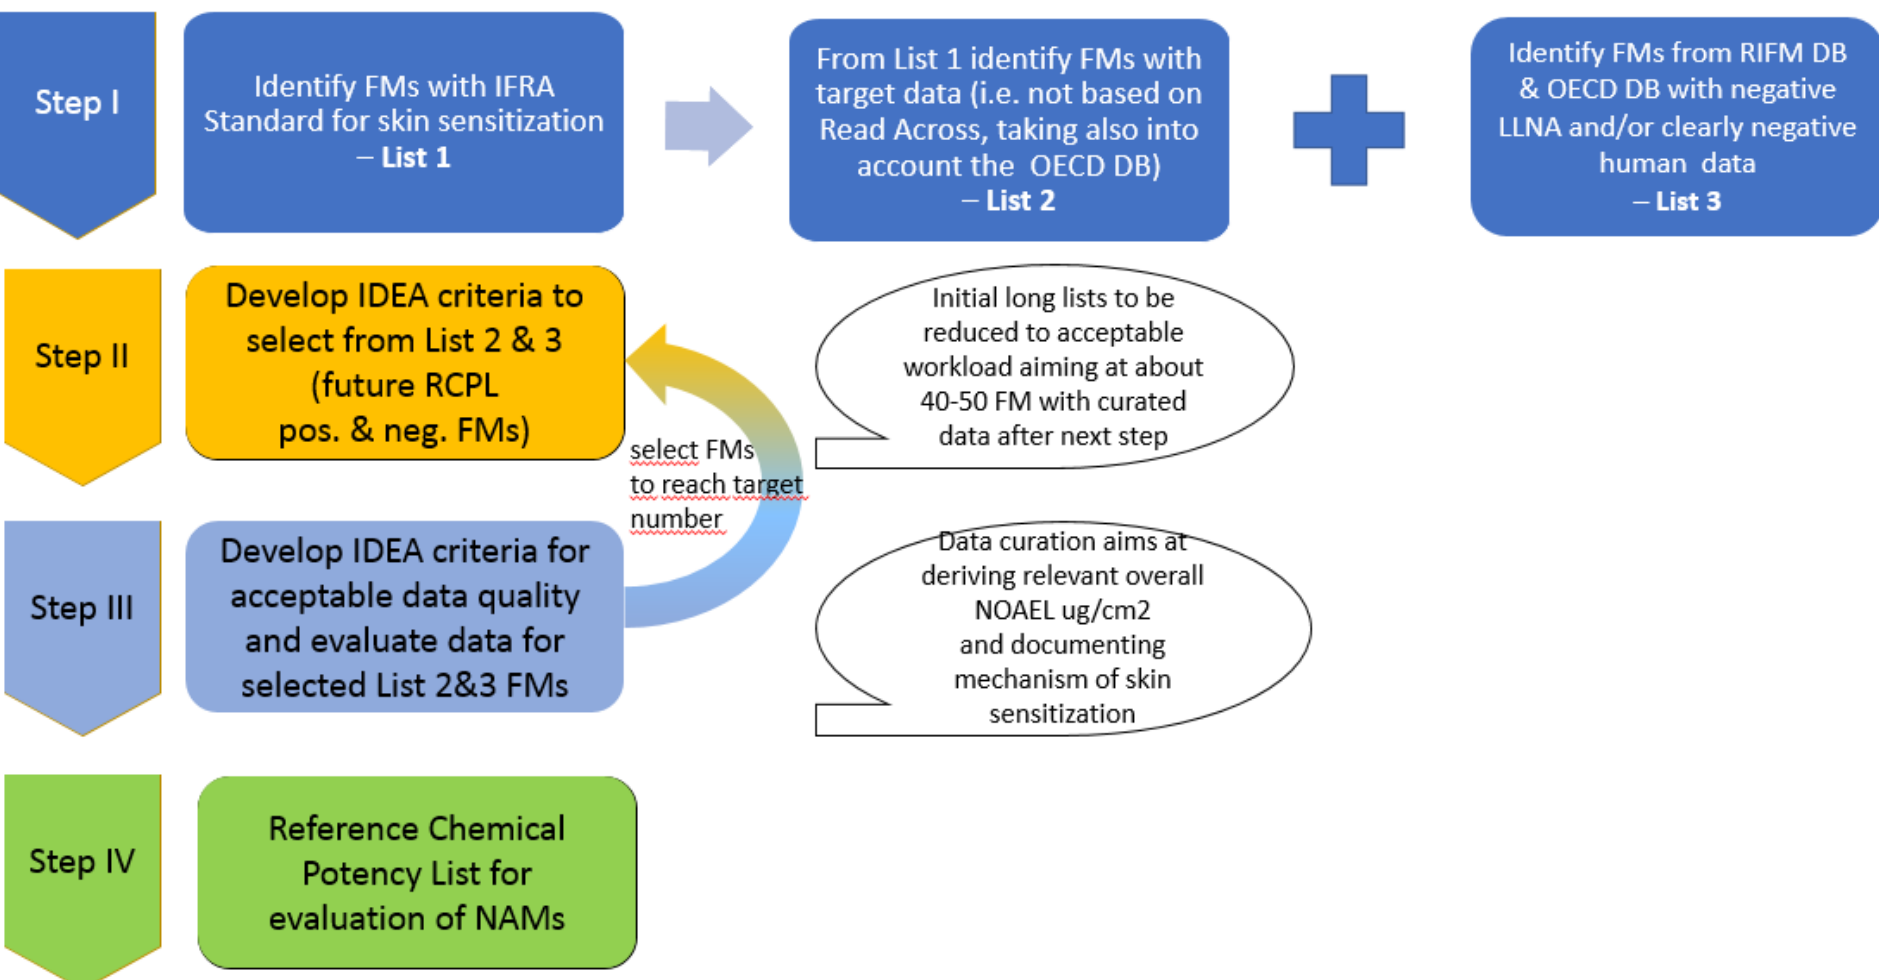 Step I
Identify FMs with IFRA
Standard for skin sensitization
– List 1
From List 1 identify FMs with
target data (i.e. not based on
Read Across, taking also into
account the OECD DB)
– List 2
Identify FMs from RIFM DB
& OECD DB with negative
LLNA and/or clearly negative
human data
– List 3
Step II
Develop IDEA criteria to
select from List 2 & 3
(future RCPL
pos. & neg. FMs)
select FMs
to reach target
number
Initial long lists to be
reduced to acceptable
workload aiming at about
40-50 FM with curated
data after next step
Step III
Develop IDEA criteria for
acceptable data quality
and evaluate data for
selected List 2&3 FMs
Data curation aims at
deriving relevant overall
NOAEL ug/cm2
and documenting
mechanism of skin
sensitization
Step IV
Reference Chemical
Potency List for
evaluation of NAMs